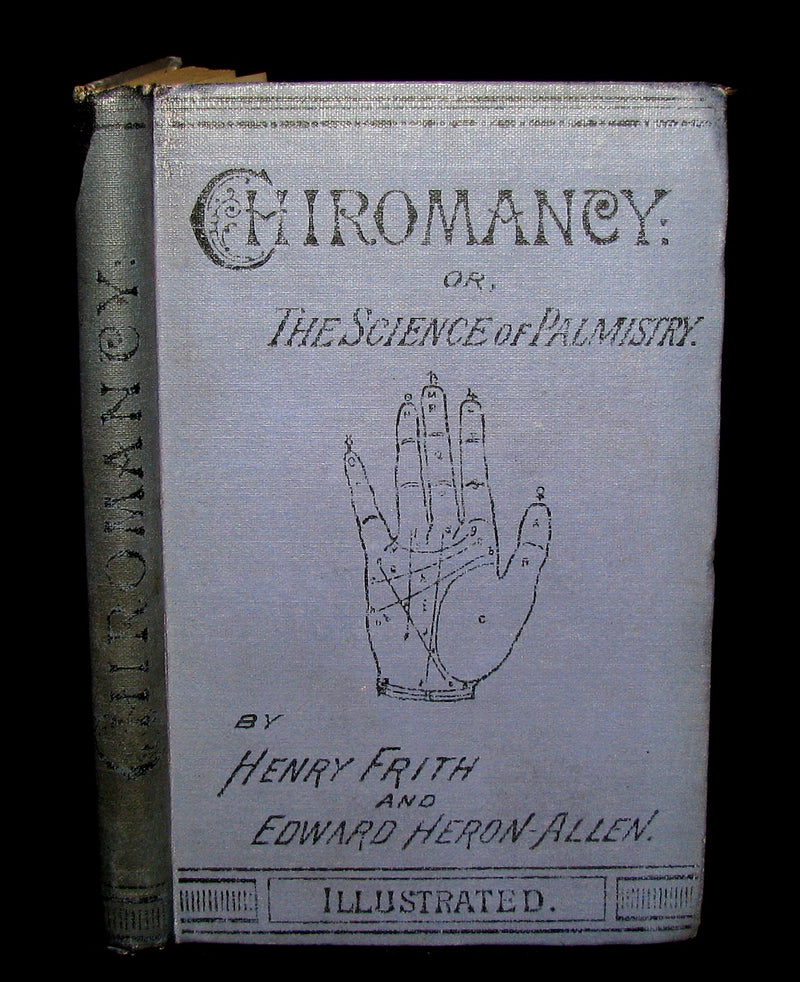 CHIROMANCY:
CHIROMANCY:
OR,
THE SCIENCE OF PALMISTRY.
BY
HENRY FRITH
AND
EDWARD HERON-ALLEN.
ILLUSTRATED.